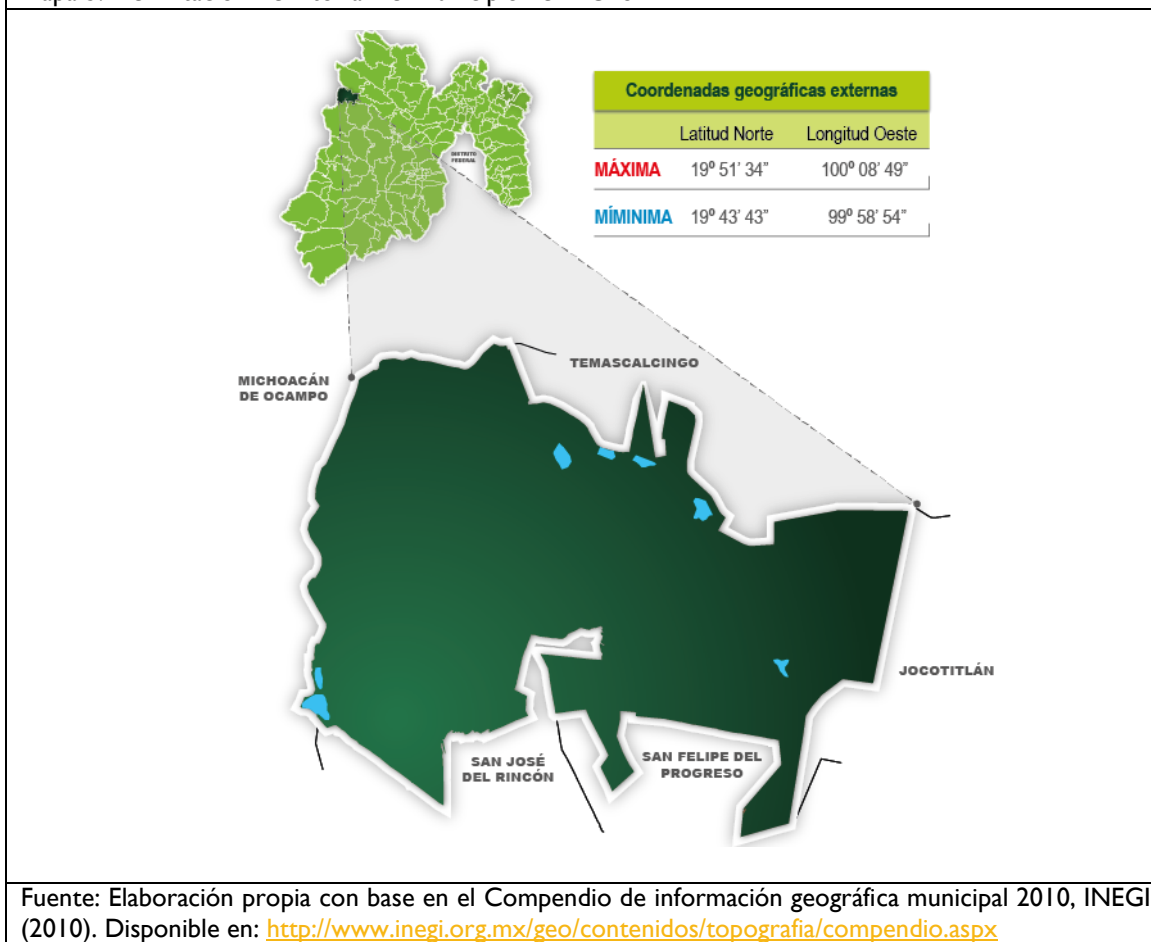 Coordenadas geográficas externas
Latitud Norte Longitud Oeste
MÁXIMA 19º 51' 34” 100º 08' 49”
MÍMINIMA 19º 43' 43” 99º 58' 54”
DISTRITO
FEDERAL
TEMASCALCINGO
MICHOACÁN
DE OCAMPO
JOCOTITLÁN
SAN JOSÉ
DEL RINCÓN
SAN FELIPE DEL
PROGRESO
Fuente: Elaboración propia con base en el Compendio de información geográfica municipal 2010, INEGI
(2010). Disponible en: http://www.inegi.org.mx/geo/contenidos/topografia/compendio.aspx